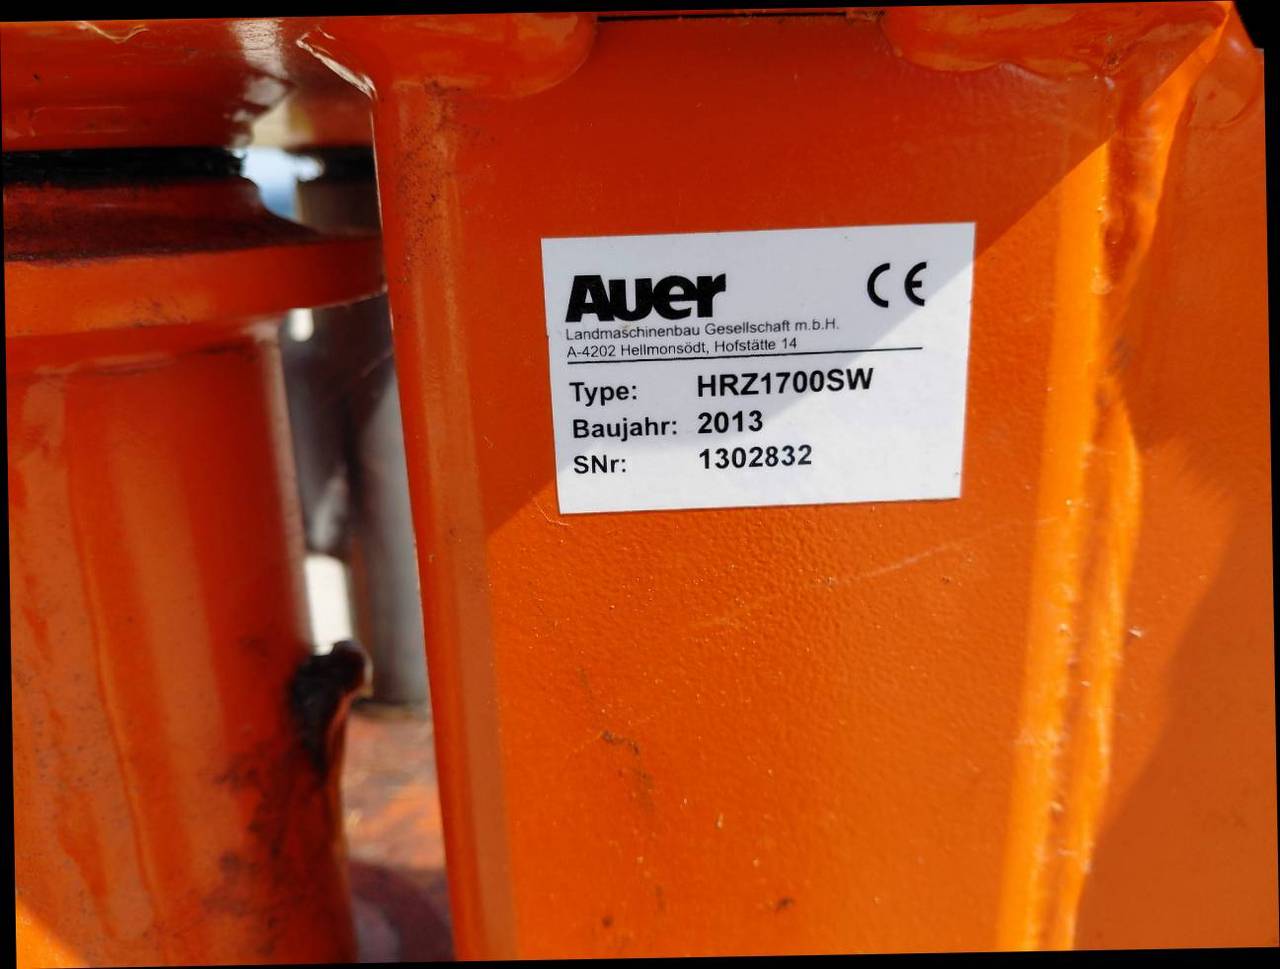 Auer CE
Landmaschinenbau Gesellschaft m.b.H.
A-4202 Hellmonsödt, Hofstätte 14
Type: HRZ1700SW
Baujahr: 2013
SNr: 1302832